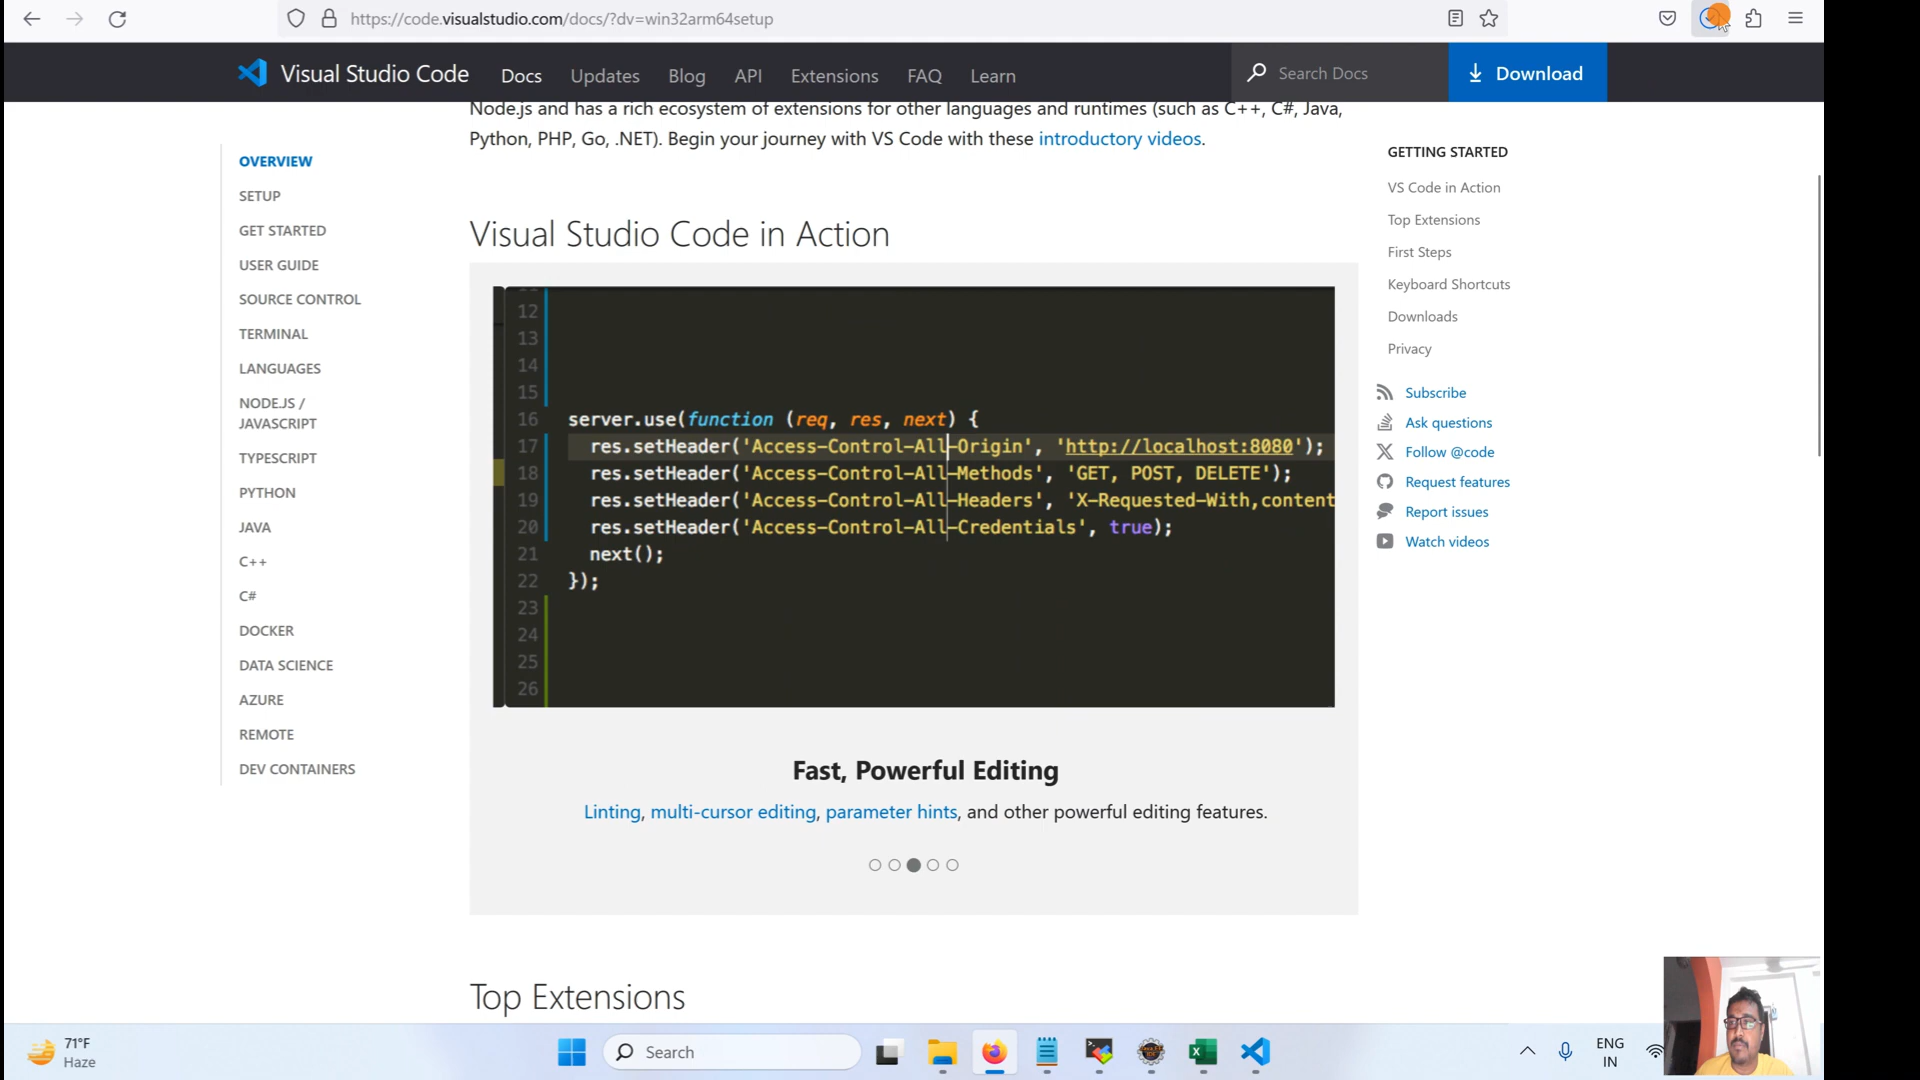 https://code.visualstudio.com/docs/?dv=win32arm64setup
Visual Studio Code
Docs
Updates
Blog
API
Extensions
FAQ
Learn
Search Docs
Download
Node.js and has a rich ecosystem of extensions for other languages and runtimes (such as C++, C#, Java,
Python, PHP, Go, .NET). Begin your journey with VS Code with these introductory videos.
OVERVIEW
SETUP
GET STARTED
USER GUIDE
SOURCE CONTROL
TERMINAL
LANGUAGES
NODE.JS /
JAVASCRIPT
TYPESCRIPT
PYTHON
JAVA
C++
C#
DOCKER
DATA SCIENCE
AZURE
REMOTE
DEV CONTAINERS
Visual Studio Code in Action
12
13
14
15
16 server.use(function (req, res, next) {
17 res.setHeader('Access-Control-All-Origin', 'http://localhost:8080');
18 res.setHeader('Access-Control-All-Methods', 'GET, POST, DELETE');
19 res.setHeader('Access-Control-All-Headers', 'X-Requested-With,content
20 res.setHeader('Access-Control-All-Credentials', true);
21 next();
22 });
23
24
25
26
Fast, Powerful Editing
Linting, multi-cursor editing, parameter hints, and other powerful editing features.
Top Extensions
GETTING STARTED
VS Code in Action
Top Extensions
First Steps
Keyboard Shortcuts
Downloads
Privacy
Subscribe
Ask questions
Follow @code
Request features
Report issues
Watch videos
71°F
Haze
Search
ENG
IN